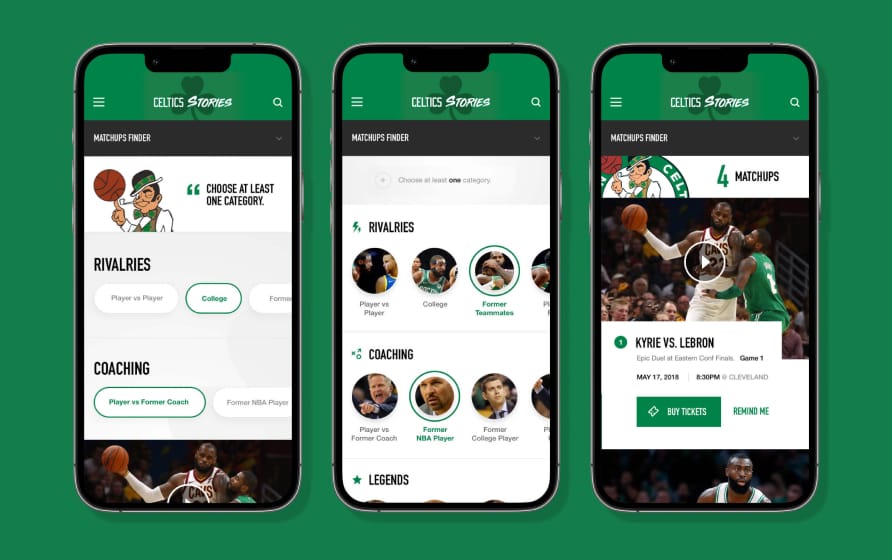 CELTICS STORIES
MATCHUPS FINDER
“ CHOOSE AT LEAST
ONE CATEGORY.
RIVALRIES
Player vs Player
College
Former
COACHING
Player vs Former Coach
Former NBA Player
CAVS
CELTICS STORIES
MATCHUPS FINDER
Choose at least one category.
RIVALRIES
Player vs
Player
College
Former
Teammates
COACHING
Player vs
Former Coach
Former
NBA Player
Former
College Player
LEGENDS
CELTICS STORIES
MATCHUPS FINDER
4 MATCHUPS
CAVS
1 KYRIE VS. LEBRON
Epic Duel at Eastern Conf Finals. Game 1
MAY 17, 2018 | 8:30PM @ CLEVELAND
BUY TICKETS
REMIND ME